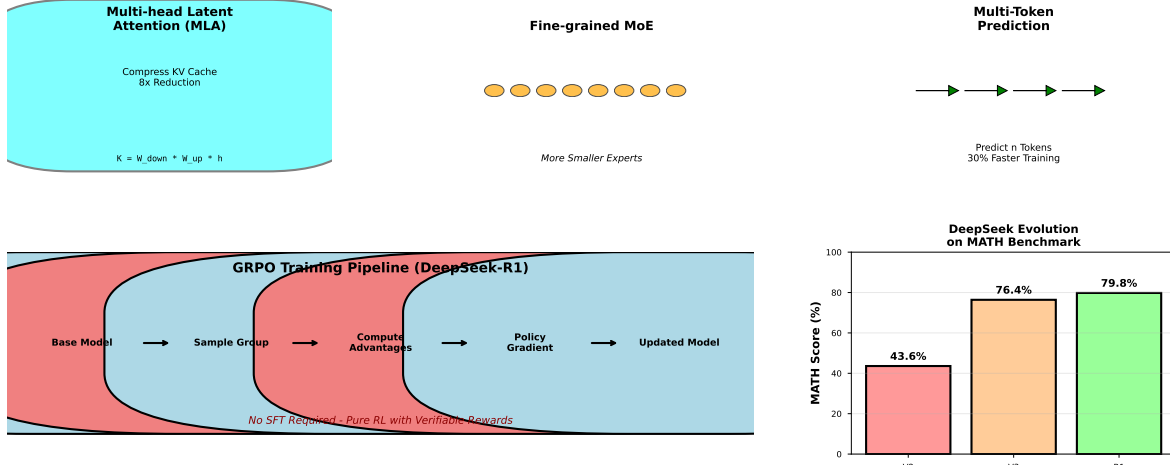 Multi-head Latent
Attention (MLA)
Compress KV Cache
8x Reduction
K = W_down * W_up * h
Fine-grained MoE
More Smaller Experts
Multi-Token
Prediction
Predict n Tokens
30% Faster Training
GRPO Training Pipeline (DeepSeek-R1)
Base Model
Sample Group
Compute
Advantages
Policy
Gradient
Updated Model
No SFT Required - Pure RL with Verifiable Rewards
DeepSeek Evolution
on MATH Benchmark
MATH Score (%)
100
80
60
40
20
0
43.6%
76.4%
79.8%